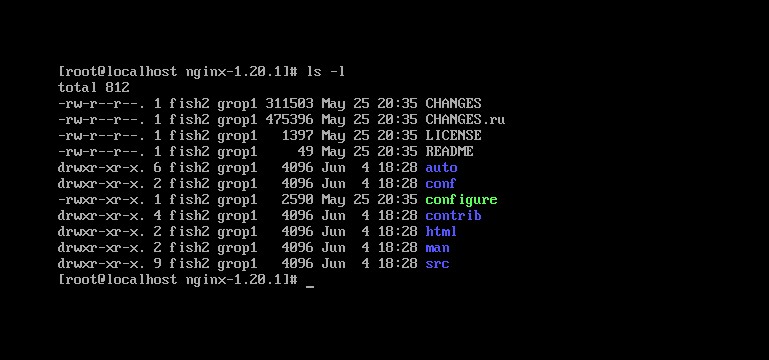 [root@localhost nginx-1.20.1]# ls -l
total 812
-rw-r--r--. 1 fish2 grop1 311503 May 25 20:35 CHANGES
-rw-r--r--. 1 fish2 grop1 475396 May 25 20:35 CHANGES.ru
-rw-r--r--. 1 fish2 grop1   1397 May 25 20:35 LICENSE
-rw-r--r--. 1 fish2 grop1     49 May 25 20:35 README
drwxr-xr-x. 6 fish2 grop1   4096 Jun  4 18:28 auto
drwxr-xr-x. 2 fish2 grop1   4096 Jun  4 18:28 conf
-rwxr-xr-x. 1 fish2 grop1   2590 May 25 20:35 configure
drwxr-xr-x. 4 fish2 grop1   4096 Jun  4 18:28 contrib
drwxr-xr-x. 2 fish2 grop1   4096 Jun  4 18:28 html
drwxr-xr-x. 2 fish2 grop1   4096 Jun  4 18:28 man
drwxr-xr-x. 9 fish2 grop1   4096 Jun  4 18:28 src
[root@localhost nginx-1.20.1]# _